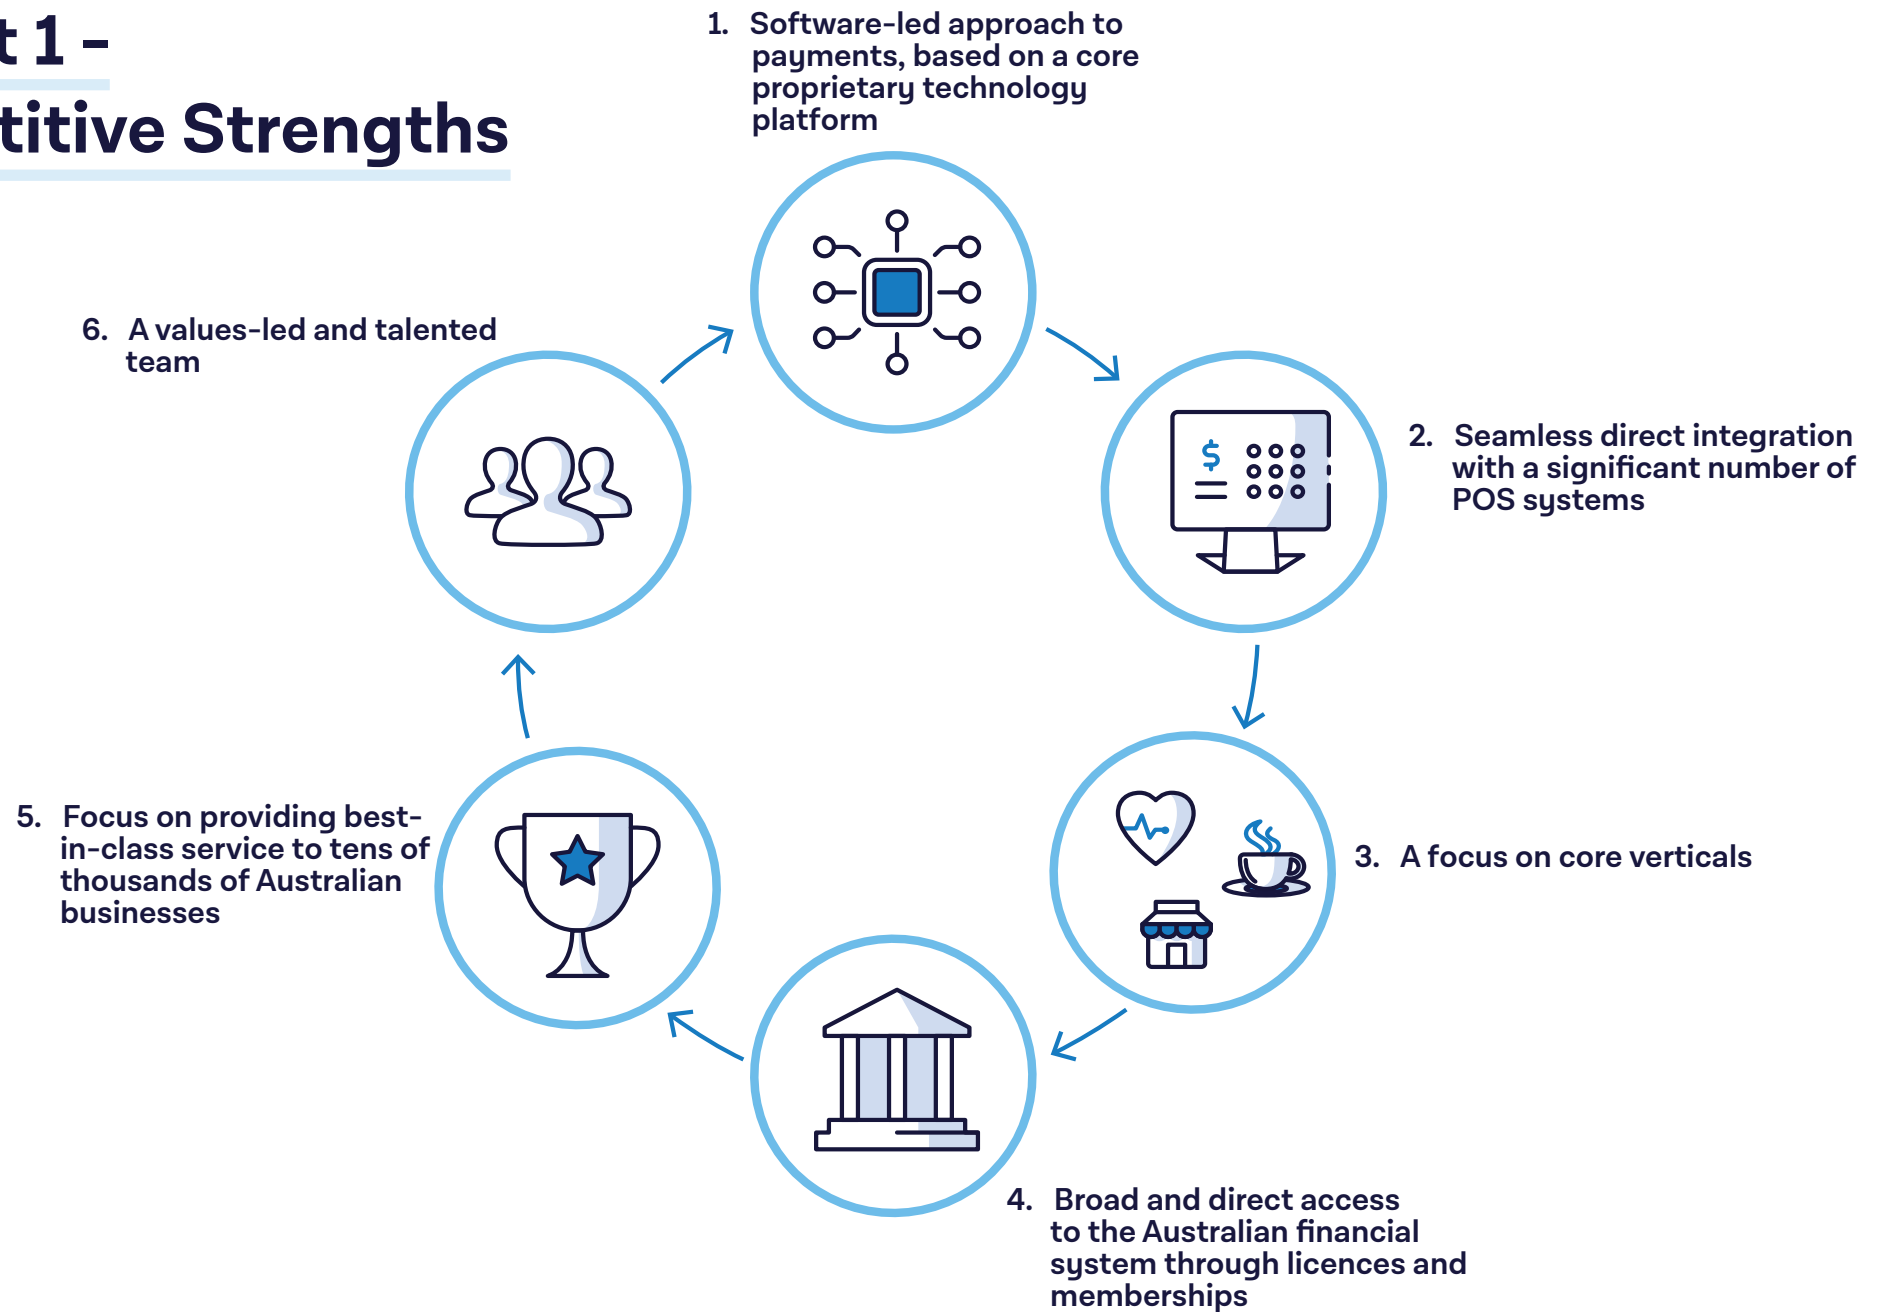 t 1 -
titive Strengths
1. Software-led approach to
payments, based on a core
proprietary technology
platform
2. Seamless direct integration
with a significant number of
POS systems
3. A focus on core verticals
4. Broad and direct access
to the Australian financial
system through licences and
memberships
5. Focus on providing best-
in-class service to tens of
thousands of Australian
businesses
6. A values-led and talented
team
$